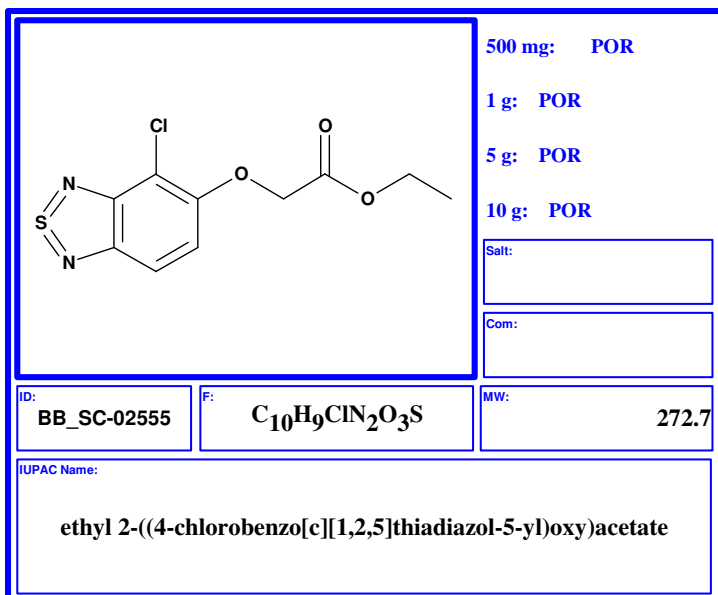 Cl
O
O
O
N
S
N
500 mg: POR
1 g: POR
5 g: POR
10 g: POR
Salt:
Com:
ID:
BB_SC-02555
F:
C10H9ClN2O3S
MW:
272.7
IUPAC Name:
ethyl 2-((4-chlorobenzo[c][1,2,5]thiadiazol-5-yl)oxy)acetate